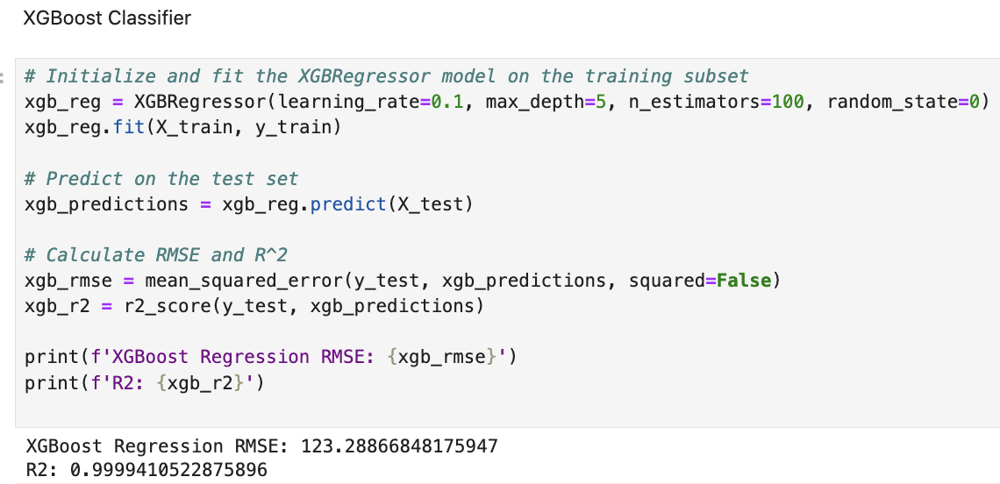 XGBoost Classifier
# Initialize and fit the XGBRegressor model on the training subset
xgb_reg = XGBRegressor(learning_rate=0.1, max_depth=5, n_estimators=100, random_state=0)
xgb_reg.fit(X_train, y_train)
# Predict on the test set
xgb_predictions = xgb_reg.predict(X_test)
# Calculate RMSE and R^2
xgb_rmse = mean_squared_error(y_test, xgb_predictions, squared=False)
xgb_r2 = r2_score(y_test, xgb_predictions)
print(f'XGBoost Regression RMSE: {xgb_rmse}')
print(f'R2: {xgb_r2}')
XGBoost Regression RMSE: 123.28866848175947
R2: 0.9999410522875896